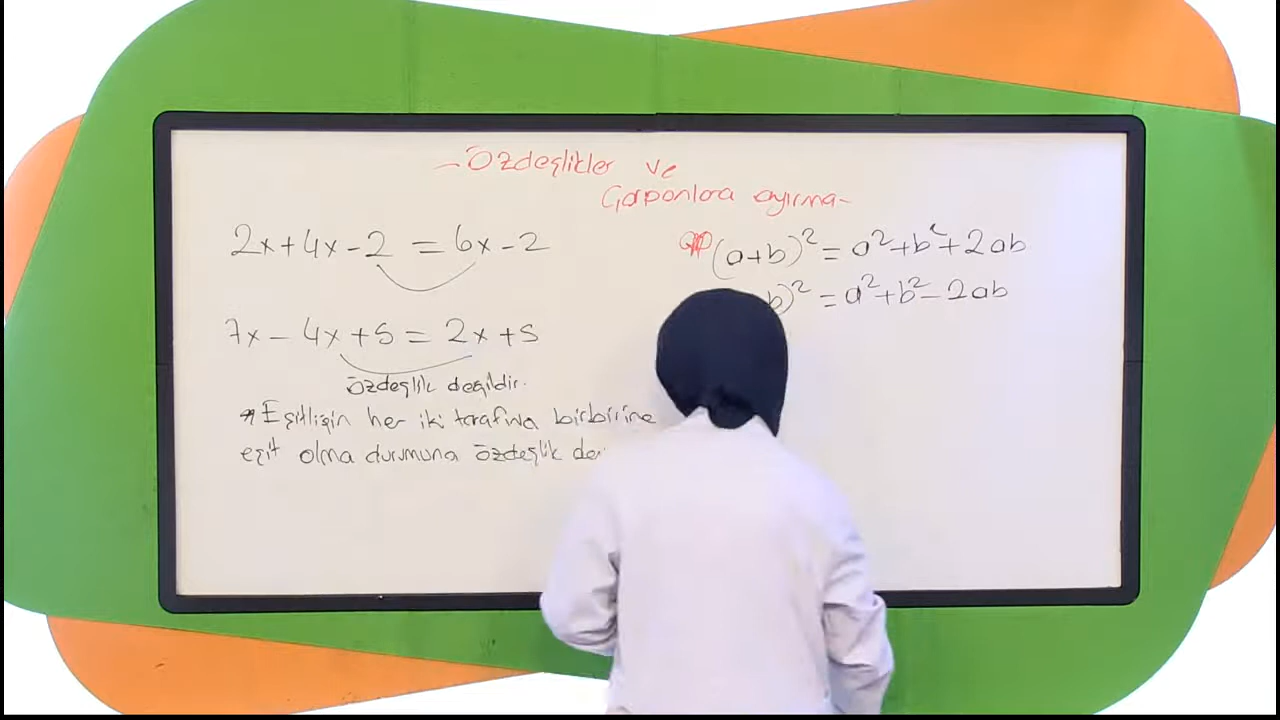 - Özdeşlikler ve
Çarpanlara ayırma -
2x+4x-2 = 6x-2
7x-4x+5 = 2x+5
özdeşlik değildir.
Eşitliğin her iki tarafına birbirine
eşit olma durumuna özdeşlik
(a+b)² = a²+b²+2ab
b)² = a²+b²-2ab